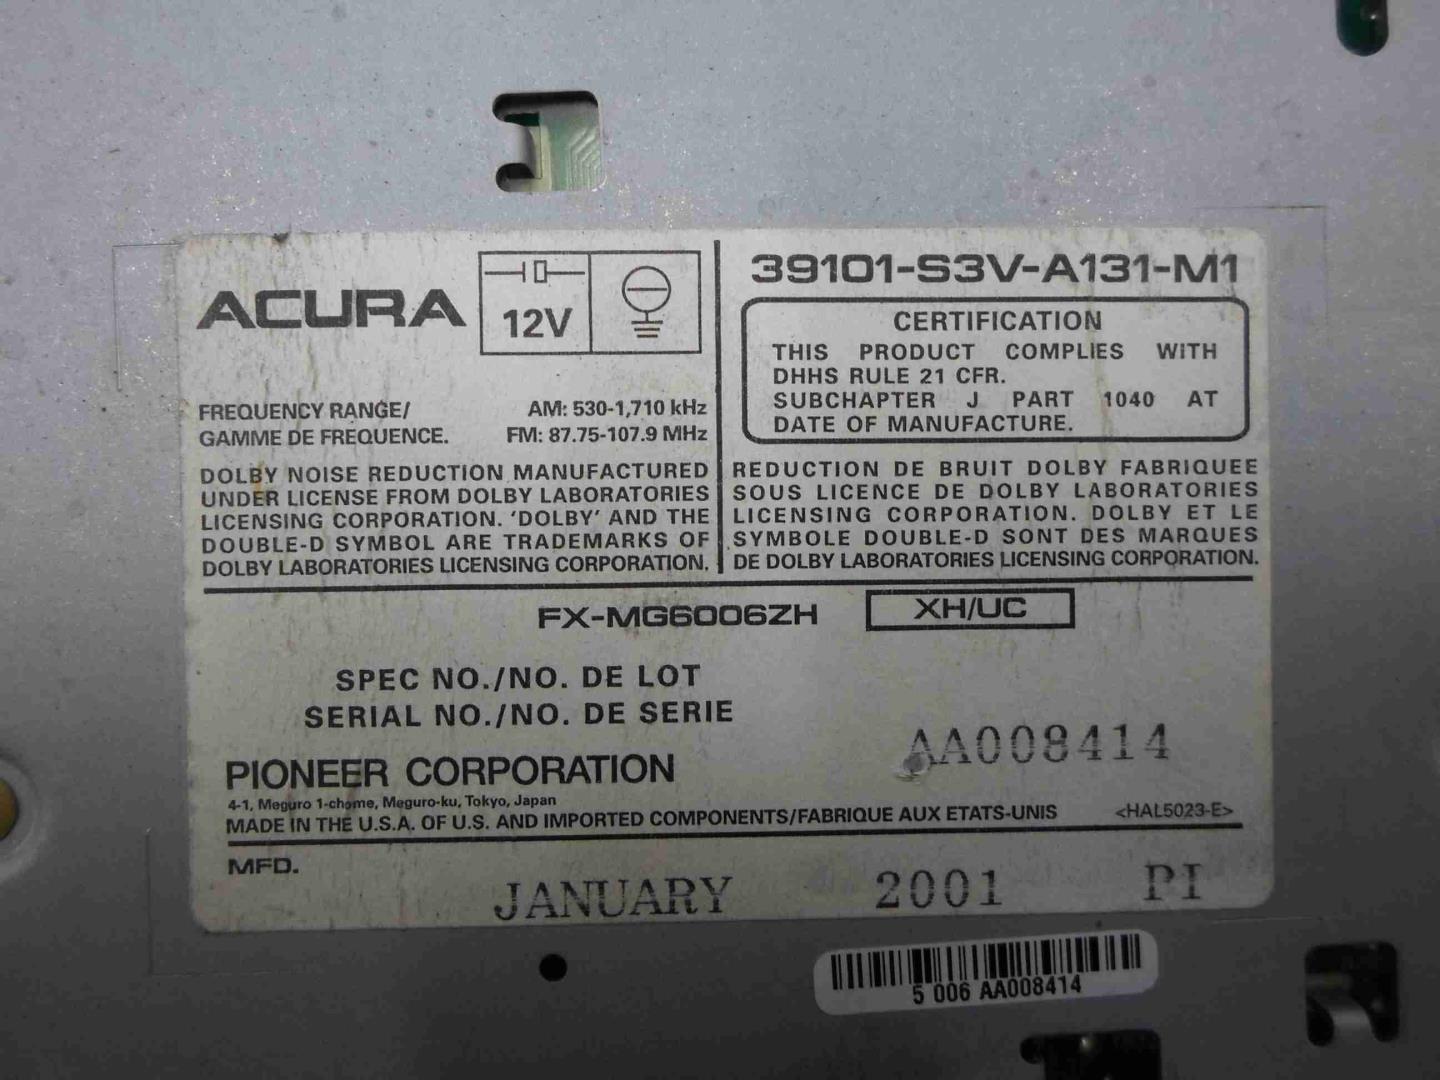 ACURA
12V
39101-S3V-A131-M1
CERTIFICATION
THIS PRODUCT COMPLIES WITH
DHHS RULE 21 CFR.
SUBCHAPTER J PART 1040 AT
DATE OF MANUFACTURE.
FREQUENCY RANGE/ AM: 530-1,710 kHz
GAMME DE FREQUENCE. FM: 87.75-107.9 MHz
DOLBY NOISE REDUCTION MANUFACTURED
UNDER LICENSE FROM DOLBY LABORATORIES
LICENSING CORPORATION. 'DOLBY' AND THE
DOUBLE-D SYMBOL ARE TRADEMARKS OF
DOLBY LABORATORIES LICENSING CORPORATION.
REDUCTION DE BRUIT DOLBY FABRIQUEE
SOUS LICENCE DE DOLBY LABORATORIES
LICENSING CORPORATION. DOLBY ET LE
SYMBOLE DOUBLE-D SONT DES MARQUES
DE DOLBY LABORATORIES LICENSING CORPORATION.
FX-MG6006ZH XH/UC
SPEC NO./NO. DE LOT
SERIAL NO./NO. DE SERIE
AA008414
PIONEER CORPORATION
4-1, Meguro 1-chome, Meguro-ku, Tokyo, Japan
MADE IN THE U.S.A. OF U.S. AND IMPORTED COMPONENTS/FABRIQUE AUX ETATS-UNIS <HAL5023-E>
MFD.
JANUARY 2001 PI
5 006 AA008414